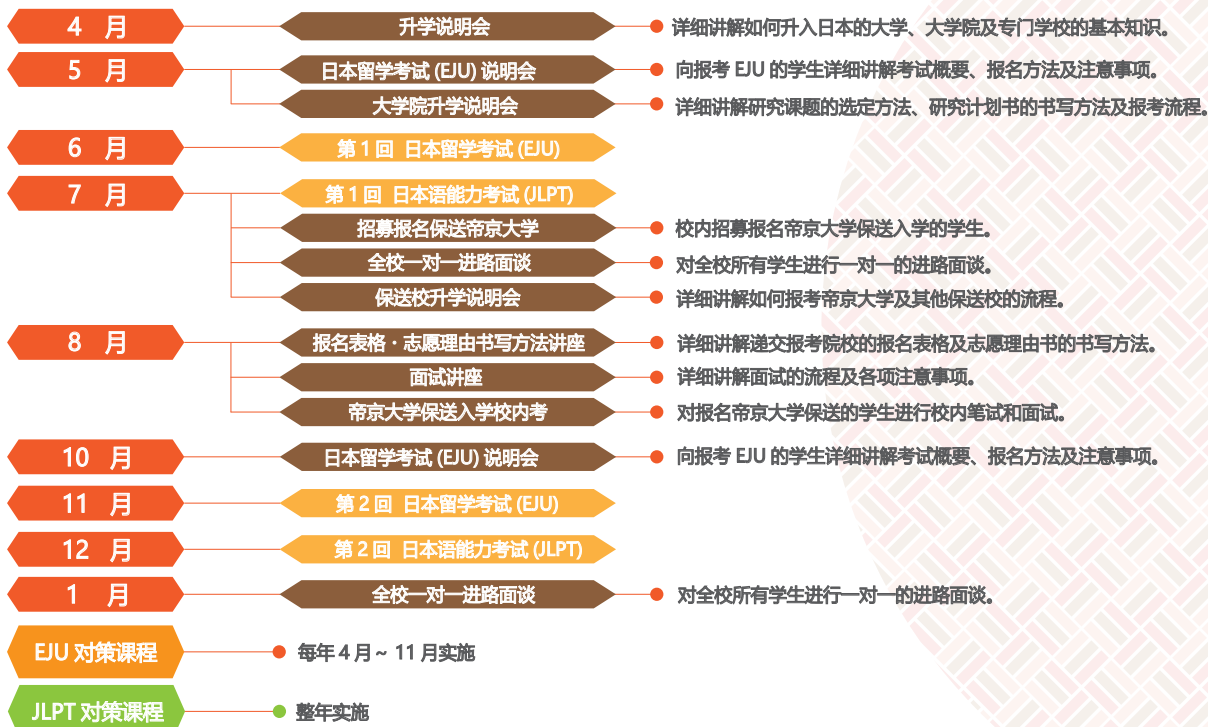 4 月 升学说明会 详细讲解如何升入日本的大学、大学院及专门学校的基本知识。
5 月 日本留学考试 (EJU) 说明会 向报考 EJU 的学生详细讲解考试概要、报名方法及注意事项。
大学院升学说明会 详细讲解研究课题的选定方法、研究计划书的书写方法及报考流程。
6 月 第 1 回 日本留学考试 (EJU)
7 月 第 1 回 日本语能力考试 (JLPT)
招募报名保送帝京大学 校内招募报名帝京大学保送入学的学生。
全校一对一进路面谈 对全校所有学生进行一对一的进路面谈。
保送校升学说明会 详细讲解如何报考帝京大学及其他保送校的流程。
8 月 报名表格・志愿理由书写方法讲座 详细讲解递交报考院校的报名表格及志愿理由书的书写方法。
面试讲座 详细讲解面试的流程及各项注意事项。
帝京大学保送入学校内考 对报名帝京大学保送的学生进行校内笔试和面试。
10 月 日本留学考试 (EJU) 说明会 向报考 EJU 的学生详细讲解考试概要、报名方法及注意事项。
11 月 第 2 回 日本留学考试 (EJU)
12 月 第 2 回 日本语能力考试 (JLPT)
1 月 全校一对一进路面谈 对全校所有学生进行一对一的进路面谈。
EJU 对策课程 每年 4 月 ~ 11 月实施
JLPT 对策课程 整年实施